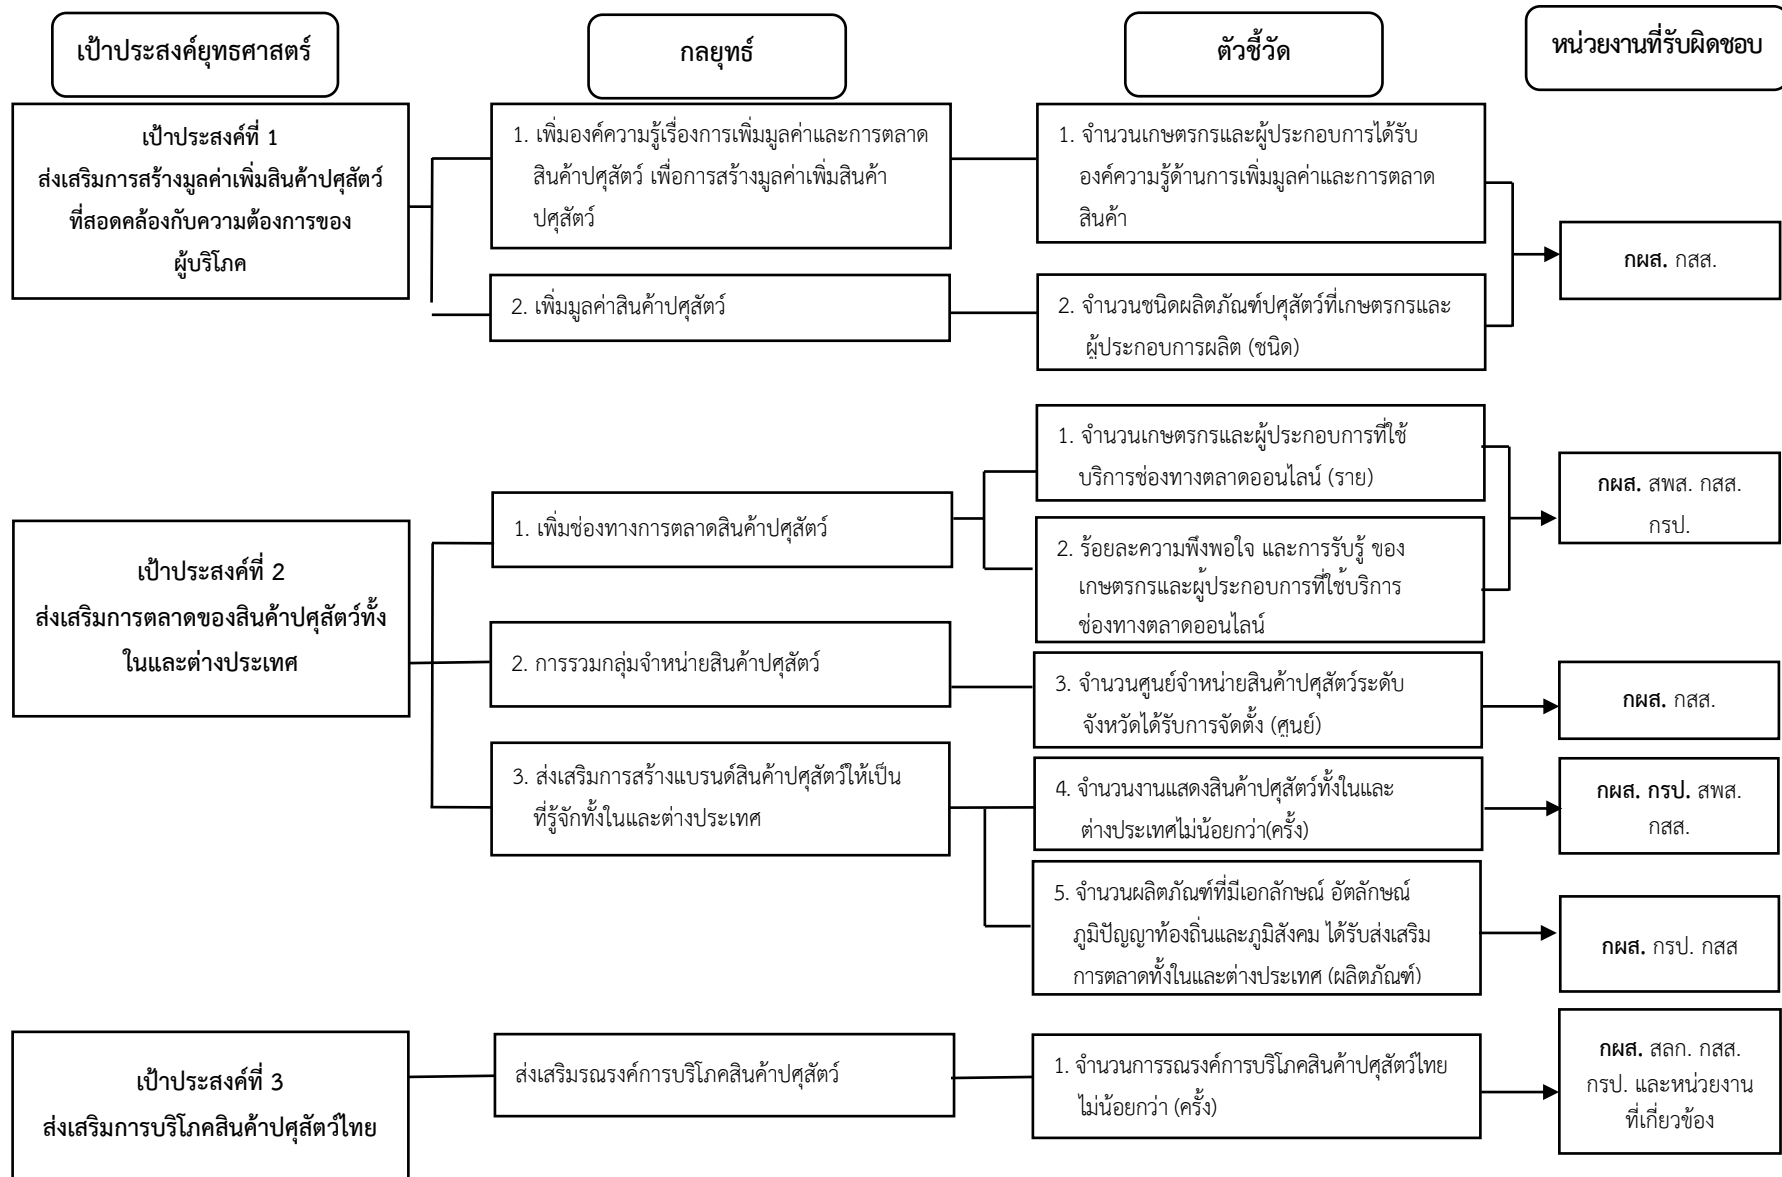 เป้าประสงค์ยุทธศาสตร์
กลยุทธ์
ตัวชี้วัด
หน่วยงานที่รับผิดชอบ
เป้าประสงค์ที่ 1
ส่งเสริมการสร้างมูลค่าเพิ่มสินค้าปศุสัตว์
ที่สอดคล้องกับความต้องการของ
ผู้บริโภค
1. เพิ่มองค์ความรู้เรื่องการเพิ่มมูลค่าและการตลาด
สินค้าปศุสัตว์ เพื่อการสร้างมูลค่าเพิ่มสินค้า
ปศุสัตว์
1. จำนวนเกษตรกรและผู้ประกอบการได้รับ
องค์ความรู้ด้านการเพิ่มมูลค่าและการตลาด
สินค้า
กผส. กสส.
2. เพิ่มมูลค่าสินค้าปศุสัตว์
2. จำนวนชนิดผลิตภัณฑ์ปศุสัตว์ที่เกษตรกรและ
ผู้ประกอบการผลิต (ชนิด)
เป้าประสงค์ที่ 2
ส่งเสริมการตลาดของสินค้าปศุสัตว์ทั้ง
ในและต่างประเทศ
1. เพิ่มช่องทางการตลาดสินค้าปศุสัตว์
1. จำนวนเกษตรกรและผู้ประกอบการที่ใช้
บริการช่องทางตลาดออนไลน์ (ราย)
2. ร้อยละความพึงพอใจ และการรับรู้ ของ
เกษตรกรและผู้ประกอบการที่ใช้บริการ
ช่องทางตลาดออนไลน์
กผส. สพส. กสส.
กรป.
2. การรวมกลุ่มจำหน่ายสินค้าปศุสัตว์
3. จำนวนศูนย์จำหน่ายสินค้าปศุสัตว์ระดับ
จังหวัดได้รับการจัดตั้ง (ศูนย์)
กผส. กสส.
3. ส่งเสริมการสร้างแบรนด์สินค้าปศุสัตว์ให้เป็น
ที่รู้จักทั้งในและต่างประเทศ
4. จำนวนงานแสดงสินค้าปศุสัตว์ทั้งในและ
ต่างประเทศไม่น้อยกว่า(ครั้ง)
กผส. กรป. สพส.
กสส.
5. จำนวนผลิตภัณฑ์ที่มีเอกลักษณ์ อัตลักษณ์
ภูมิปัญญาท้องถิ่นและภูมิสังคม ได้รับส่งเสริม
การตลาดทั้งในและต่างประเทศ (ผลิตภัณฑ์)
กผส. กรป. กสส
เป้าประสงค์ที่ 3
ส่งเสริมการบริโภคสินค้าปศุสัตว์ไทย
ส่งเสริมรณรงค์การบริโภคสินค้าปศุสัตว์
1. จำนวนการรณรงค์การบริโภคสินค้าปศุสัตว์ไทย
ไม่น้อยกว่า (ครั้ง)
กผส. สลก. กสส.
กรป. และหน่วยงาน
ที่เกี่ยวข้อง